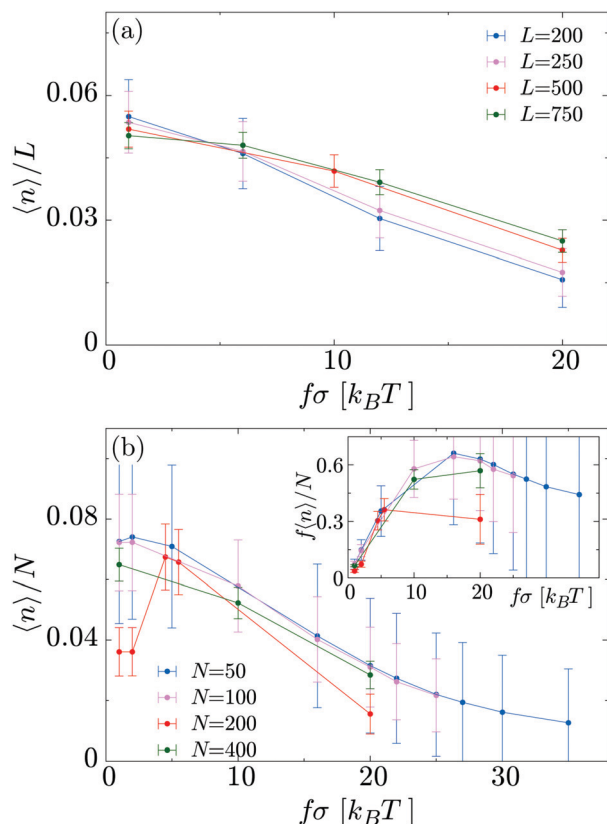 (a)
L=200
L=250
L=500
L=750
0.06
0.03
0
⟨n⟩/L
1
10
20
fσ [k_BT]
(b)
0.08
0.04
0
⟨n⟩/N
N=50
N=100
N=200
N=400
0
10
20
30
fσ [k_BT]
0.6
0.3
0
f⟨n⟩/N
0
10
20
30
fσ [k_BT]